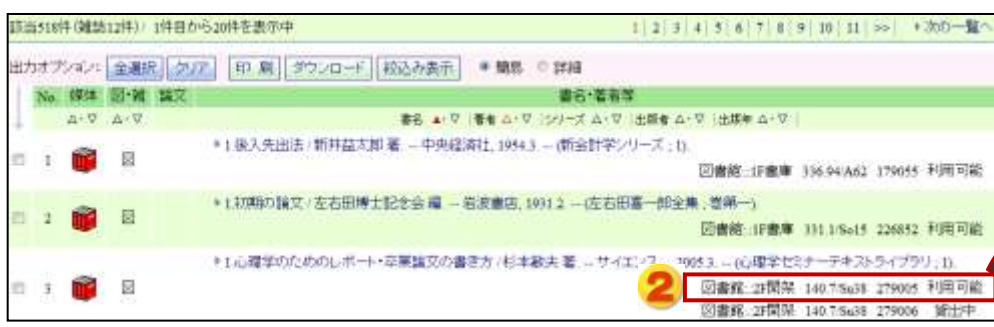 該当518件(雑誌12件) 1件目から20件を表示中 1 | 2 | 3 | 4 | 5 | 6 | 7 | 8 | 9 | 10 | 11 | >> 次の一覧へ
出力オプション: 全選択 クリア 印刷 ダウンロード 絞込み表示 簡易 詳細
No. 媒体 図・雑 論文 書名・著者等
△・▽ △・▽ 書名 ▲・▽ | 著者 △・▽ | シリーズ △・▽ | 出版者 △・▽ | 出版年 △・▽ |
1 図 * 1.後入先出法 / 新井益太郎 著 -- 中央経済社, 1954.3. -- (新会計学シリーズ ; 1).
図書館::1F書庫 336.94/A62 179055 利用可能
2 図 * 1.初期の論文 / 左右田博士記念会 編 -- 岩波書店, 1931.2. -- (左右田喜一郎全集 ; 巻第一)
図書館::1F書庫 331.1/So15 226852 利用可能
3 図 * 1.心理学のためのレポート・卒業論文の書き方 / 杉本敏夫 著. -- サイエンス 2005.3. -- (心理学セミナーテキストライブラリ ; 1).
2 図書館::2F開架 140.7/Su38 279005 利用可能
図書館::2F開架 140.7/Su38 279006 貸出中